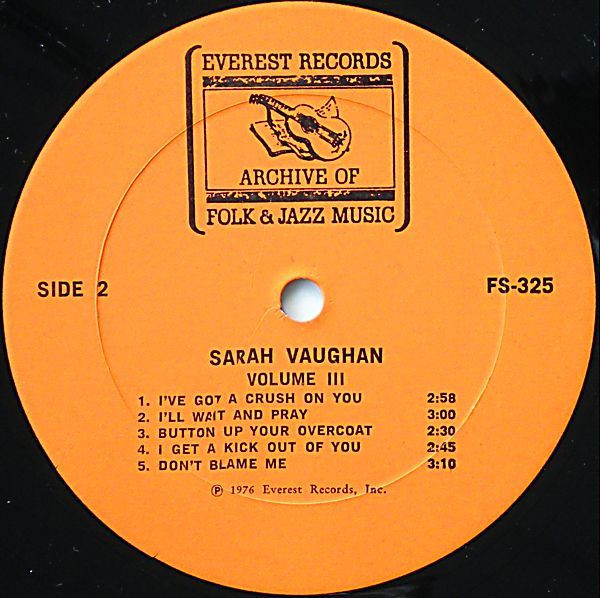 EVEREST RECORDS
ARCHIVE OF
FOLK & JAZZ MUSIC
SIDE 2
FS-325
SARAH VAUGHAN
VOLUME III
1. I'VE GOT A CRUSH ON YOU 2:58
2. I'LL WAIT AND PRAY 3:00
3. BUTTON UP YOUR OVERCOAT 2:30
4. I GET A KICK OUT OF YOU 2:45
5. DON'T BLAME ME 3:10
℗ 1976 Everest Records, Inc.